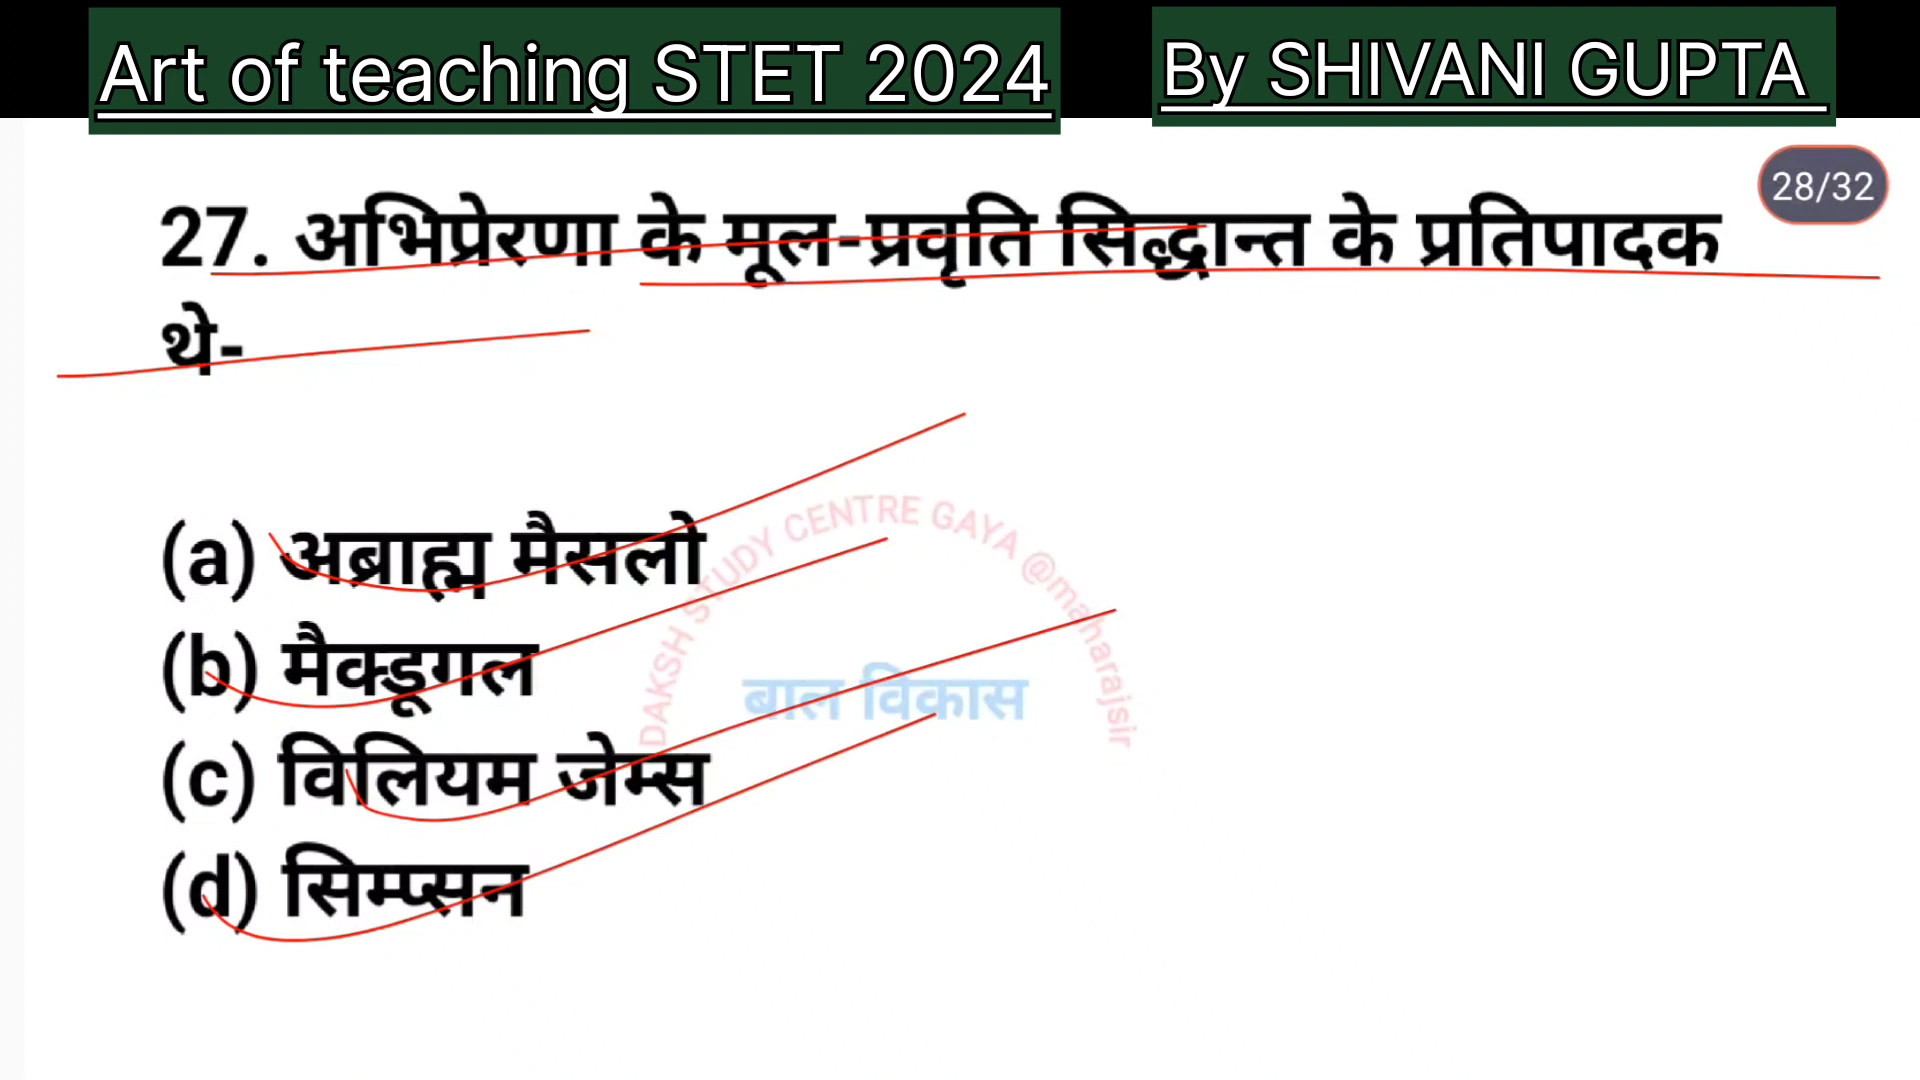 Art of teaching STET 2024
By SHIVANI GUPTA
28/32
27. अभिप्रेरणा के मूल-प्रवृति सिद्धान्त के प्रतिपादक
थे-
(a) अब्राह्म मैसलो
(b) मैक्डूगल
(c) विलियम जेम्स
(d) सिम्प्सन
DAKSH STUDY CENTRE GAYA @maharajsir
बाल विकास